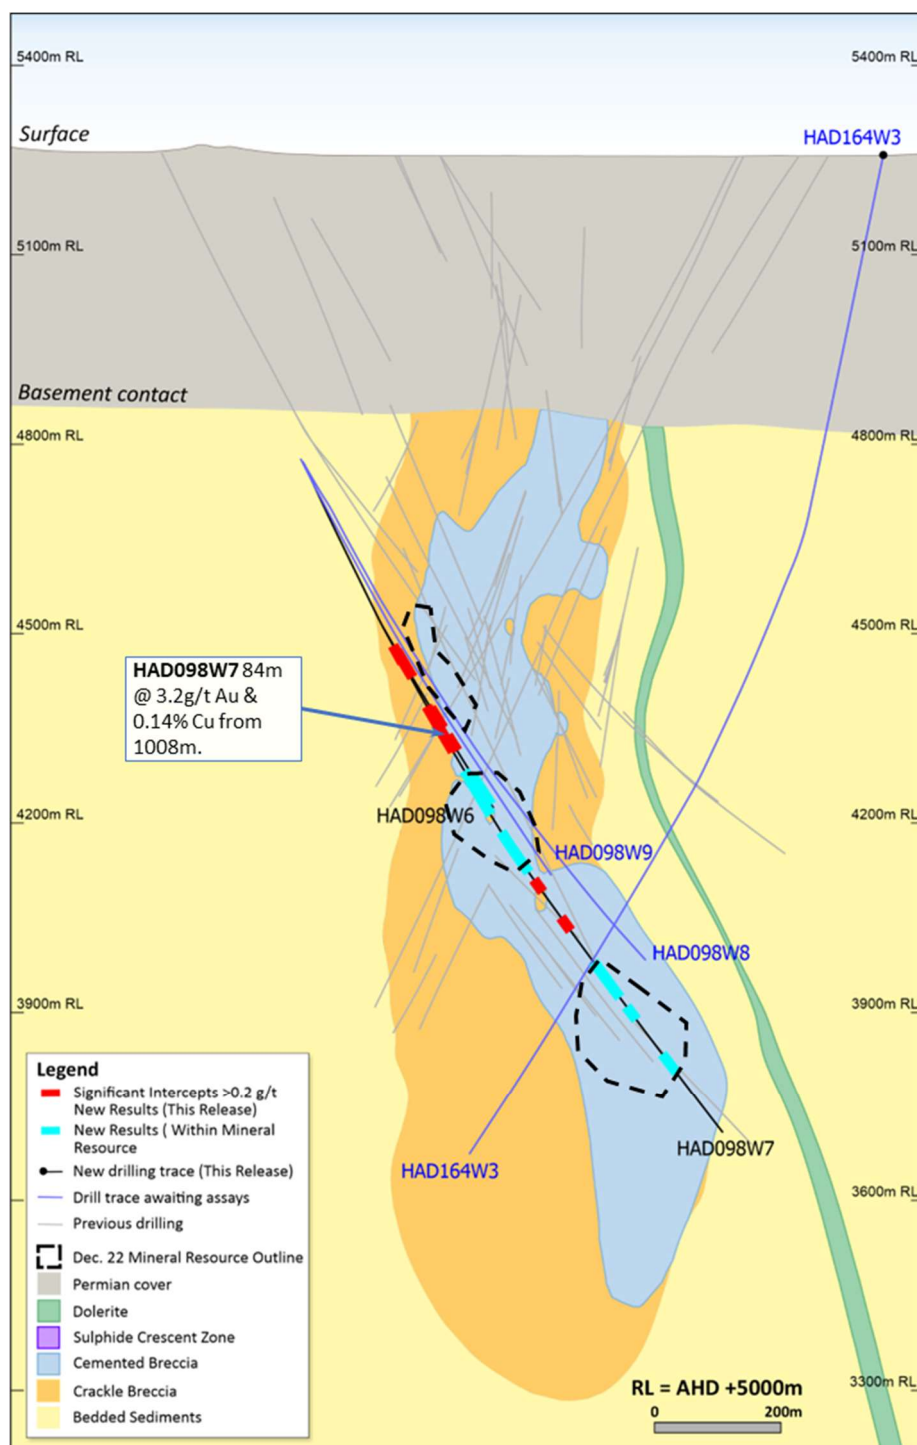 5400m RL
5400m RL
Surface
HAD164W3
5100m RL
5100m RL
Basement contact
4800m RL
4800m RL
4500m RL
4500m RL
HAD098W7 84m
@ 3.2g/t Au &
0.14% Cu from
1008m.
HAD098W6
4200m RL
4200m RL
HAD098W9
HAD098W8
3900m RL
3900m RL
HAD098W7
HAD164W3
3600m RL
3300m RL
Legend
Significant Intercepts >0.2 g/t
New Results (This Release)
New Results ( Within Mineral
Resource
New drilling trace (This Release)
Drill trace awaiting assays
Previous drilling
Dec. 22 Mineral Resource Outline
Permian cover
Dolerite
Sulphide Crescent Zone
Cemented Breccia
Crackle Breccia
Bedded Sediments
RL = AHD +5000m
0 200m